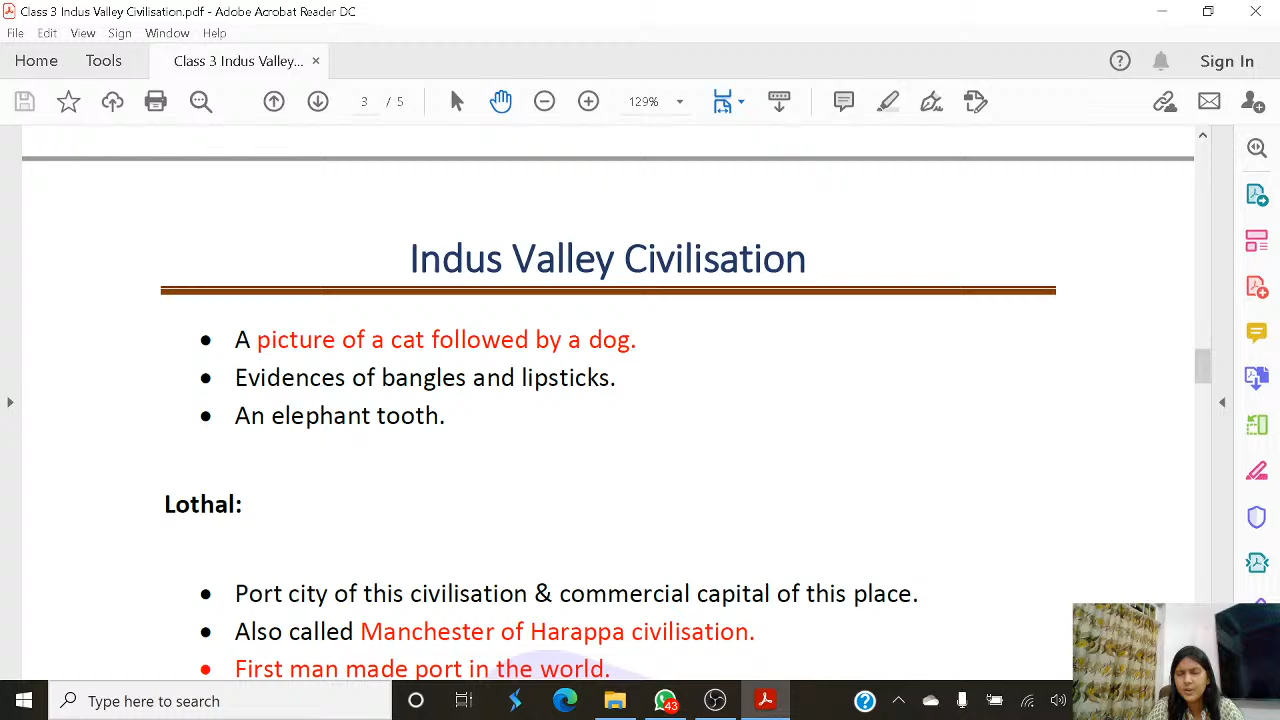 Class 3 Indus Valley Civilisation.pdf - Adobe Acrobat Reader DC
File Edit View Sign Window Help
Home Tools Class 3 Indus Valley... × Sign In
3 / 5 129%
Indus Valley Civilisation
• A picture of a cat followed by a dog.
• Evidences of bangles and lipsticks.
• An elephant tooth.
Lothal:
• Port city of this civilisation & commercial capital of this place.
• Also called Manchester of Harappa civilisation.
• First man made port in the world.
Type here to search
43